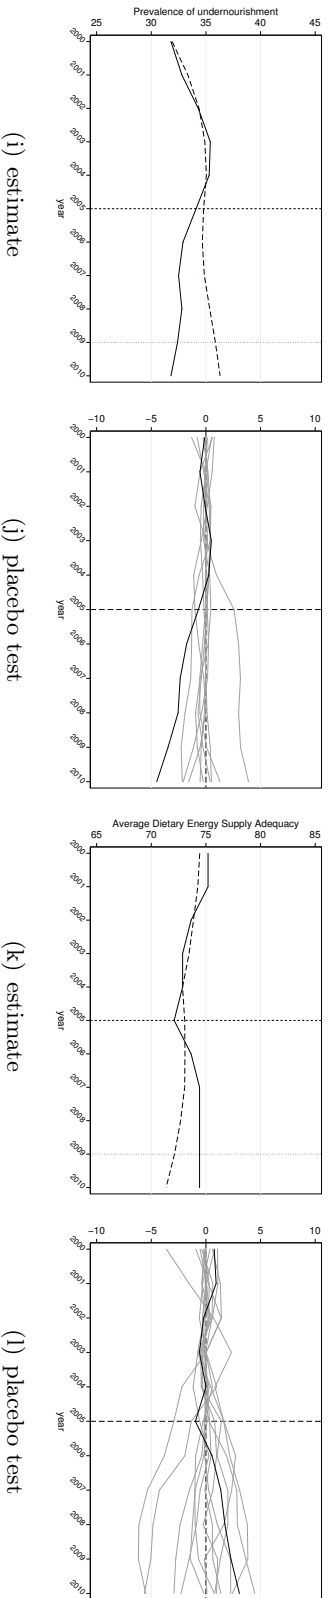 Prevalence of undernourishment
25 35 45
2000 2001 2002 2003 2004 2005 2006 2007 2008 2009 2010
year
(i) estimate
−10 −5 0 5 10
2000 2001 2002 2003 2004 2005 2006 2007 2008 2009 2010
year
(j) placebo test
Average Dietary Energy Supply Adequacy
65 70 75 80 85
2000 2001 2002 2003 2004 2005 2006 2007 2008 2009 2010
year
(k) estimate
−10 −5 0 5 10
2000 2001 2002 2003 2004 2005 2006 2007 2008 2009 2010
year
(l) placebo test